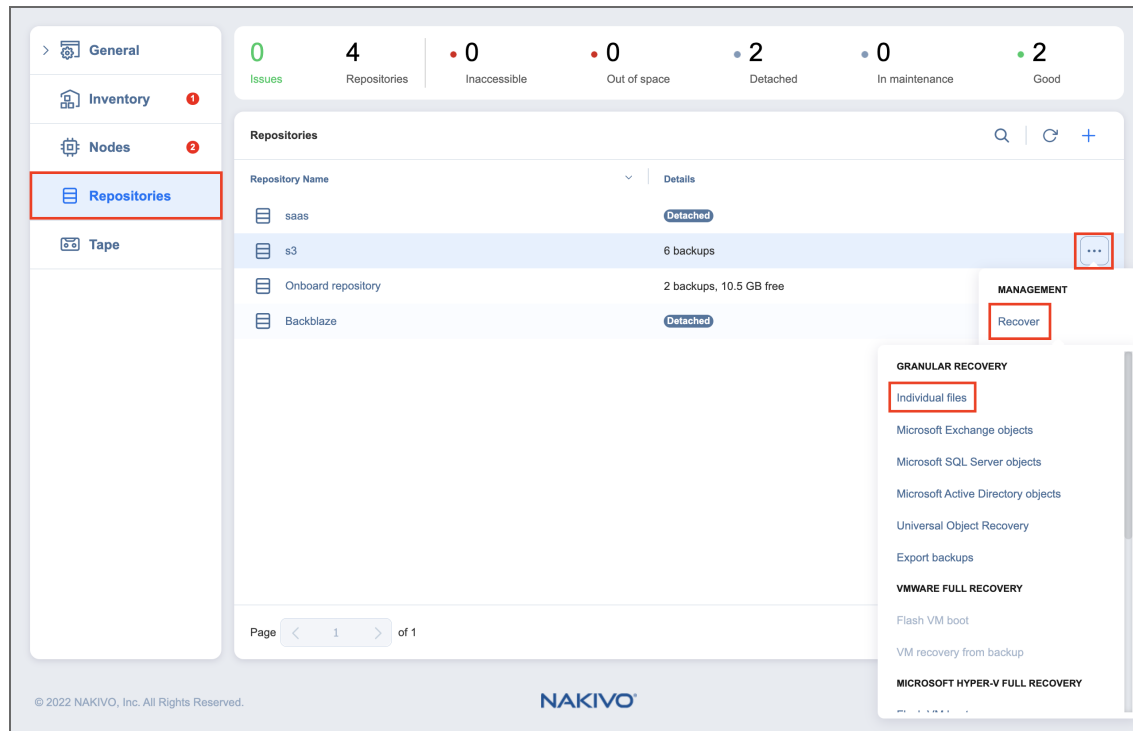 General
Inventory 1
Nodes 2
Repositories
Tape
0 4 0 0 2 0 2
Issues Repositories Inaccessible Out of space Detached In maintenance Good
Repositories
Repository Name Details
saas Detached
s3 6 backups
Onboard repository 2 backups, 10.5 GB free
Backblaze Detached
MANAGEMENT
Recover
GRANULAR RECOVERY
Individual files
Microsoft Exchange objects
Microsoft SQL Server objects
Microsoft Active Directory objects
Universal Object Recovery
Export backups
VMWARE FULL RECOVERY
Flash VM boot
VM recovery from backup
MICROSOFT HYPER-V FULL RECOVERY
Page 1 of 1
© 2022 NAKIVO, Inc. All Rights Reserved.
NAKIVO®